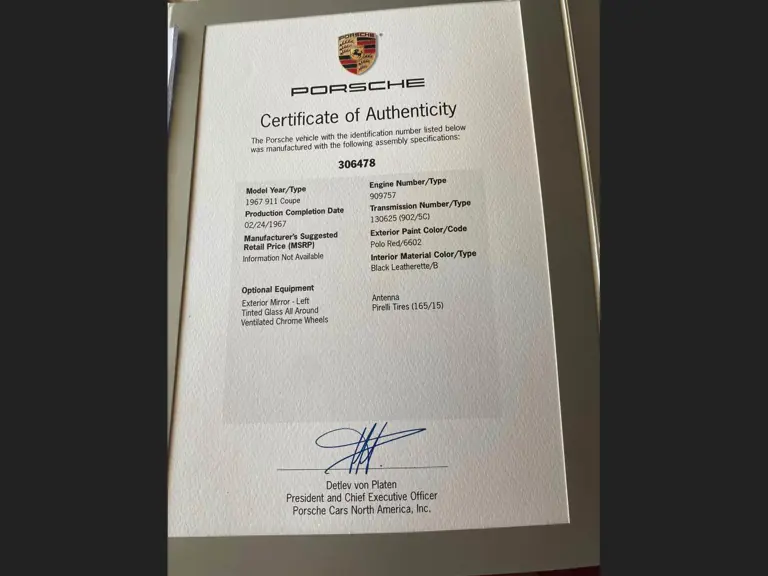 PORSCHE
PORSCHE
Certificate of Authenticity
The Porsche vehicle with the identification number listed below
was manufactured with the following assembly specifications:
306478
Model Year/Type
1967 911 Coupe
Production Completion Date
02/24/1967
Manufacturer's Suggested
Retail Price (MSRP)
Information Not Available
Engine Number/Type
909757
Transmission Number/Type
130625 (902/5C)
Exterior Paint Color/Code
Polo Red/6602
Interior Material Color/Type
Black Leatherette/B
Optional Equipment
Exterior Mirror - Left
Tinted Glass All Around
Ventilated Chrome Wheels
Antenna
Pirelli Tires (165/15)
Detlev von Platen
President and Chief Executive Officer
Porsche Cars North America, Inc.